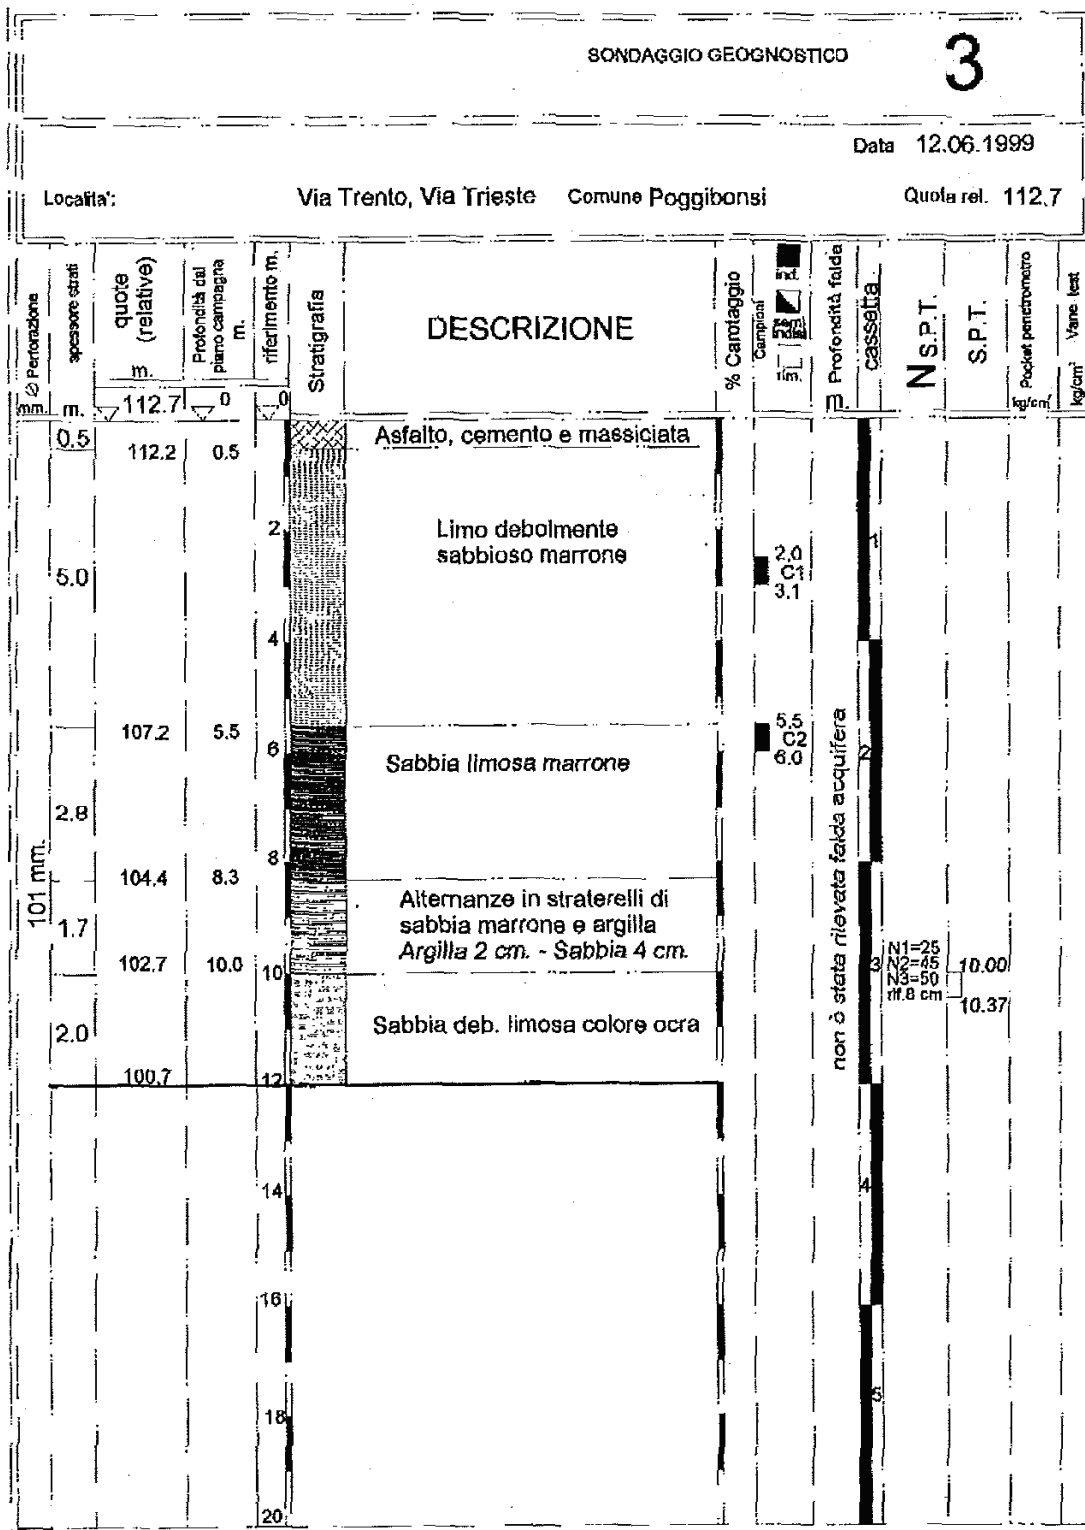 SONDAGGIO GEOGNOSTICO
3
Data 12.06.1999
Localita': Via Trento, Via Trieste Comune Poggibonsi Quota rel. 112,7
Ø Perforazione
mm.
spessore strati
m.
quote (relative)
m.
Profondità dal piano campagna
m.
riferimento m.
Stratigrafia
DESCRIZIONE
% Carotaggio
Campioni
ind.
rim.
m. Profondità falda
cassetta
N S.P.T.
S.P.T.
Pocket penetrometro
kg/cm²
Vane test
kg/cm²
112.7 0 0
0.5 Asfalto, cemento e massiciata
112.2 0.5
2
Limo debolmente
sabbioso marrone
1
2,0
C1
3.1
5.0
4
107.2 5.5
5.5
C2
6.0
6
Sabbia limosa marrone
2
2.8
8
104.4 8.3
Alternanze in straterelli di
sabbia marrone e argilla
Argilla 2 cm. - Sabbia 4 cm.
1.7
101 mm.
102.7 10.0 10
3
N1=25
N2=45
N3=50
rif.8 cm
10.00
10.37
non è stata rilevata falda acquifera
2.0
Sabbia deb. limosa colore ocra
100.7 12
14
4
16
18
5
20